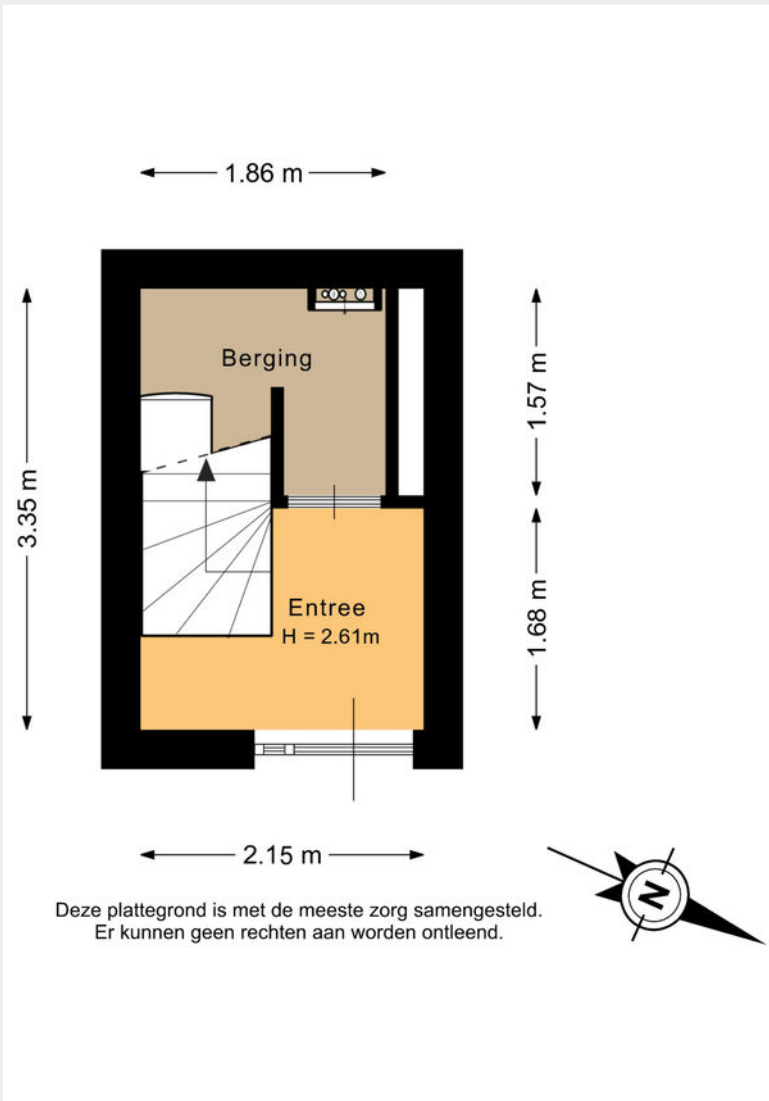 1.86 m
Berging
1.57 m
3.35 m
Entree
H = 2.61m
1.68 m
2.15 m
N
Deze plattegrond is met de meeste zorg samengesteld.
Er kunnen geen rechten aan worden ontleend.